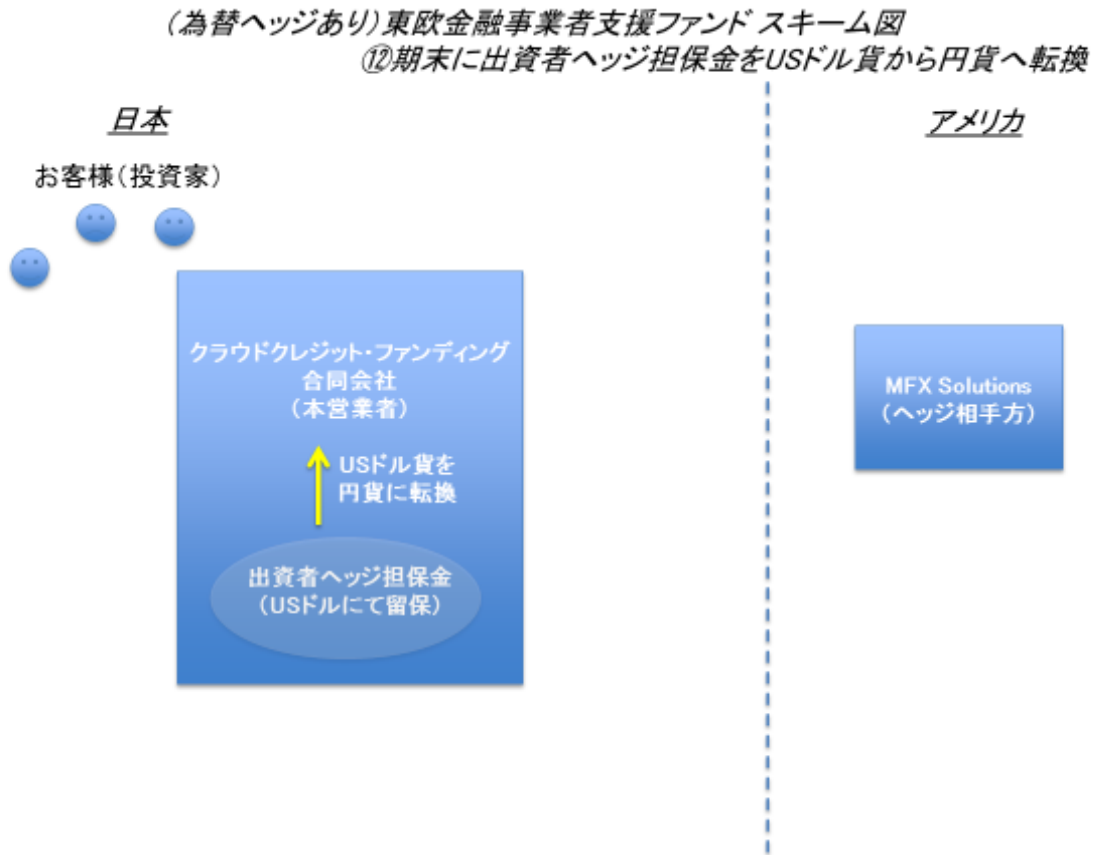 (為替ヘッジあり)東欧金融事業者支援ファンド スキーム図
⑫期末に出資者ヘッジ担保金をUSドル貨から円貨へ転換
日本
アメリカ
お客様(投資家)
クラウドクレジット・ファンディング
合同会社
(本営業者)
USドル貨を
円貨に転換
出資者ヘッジ担保金
(USドルにて留保)
MFX Solutions
(ヘッジ相手方)